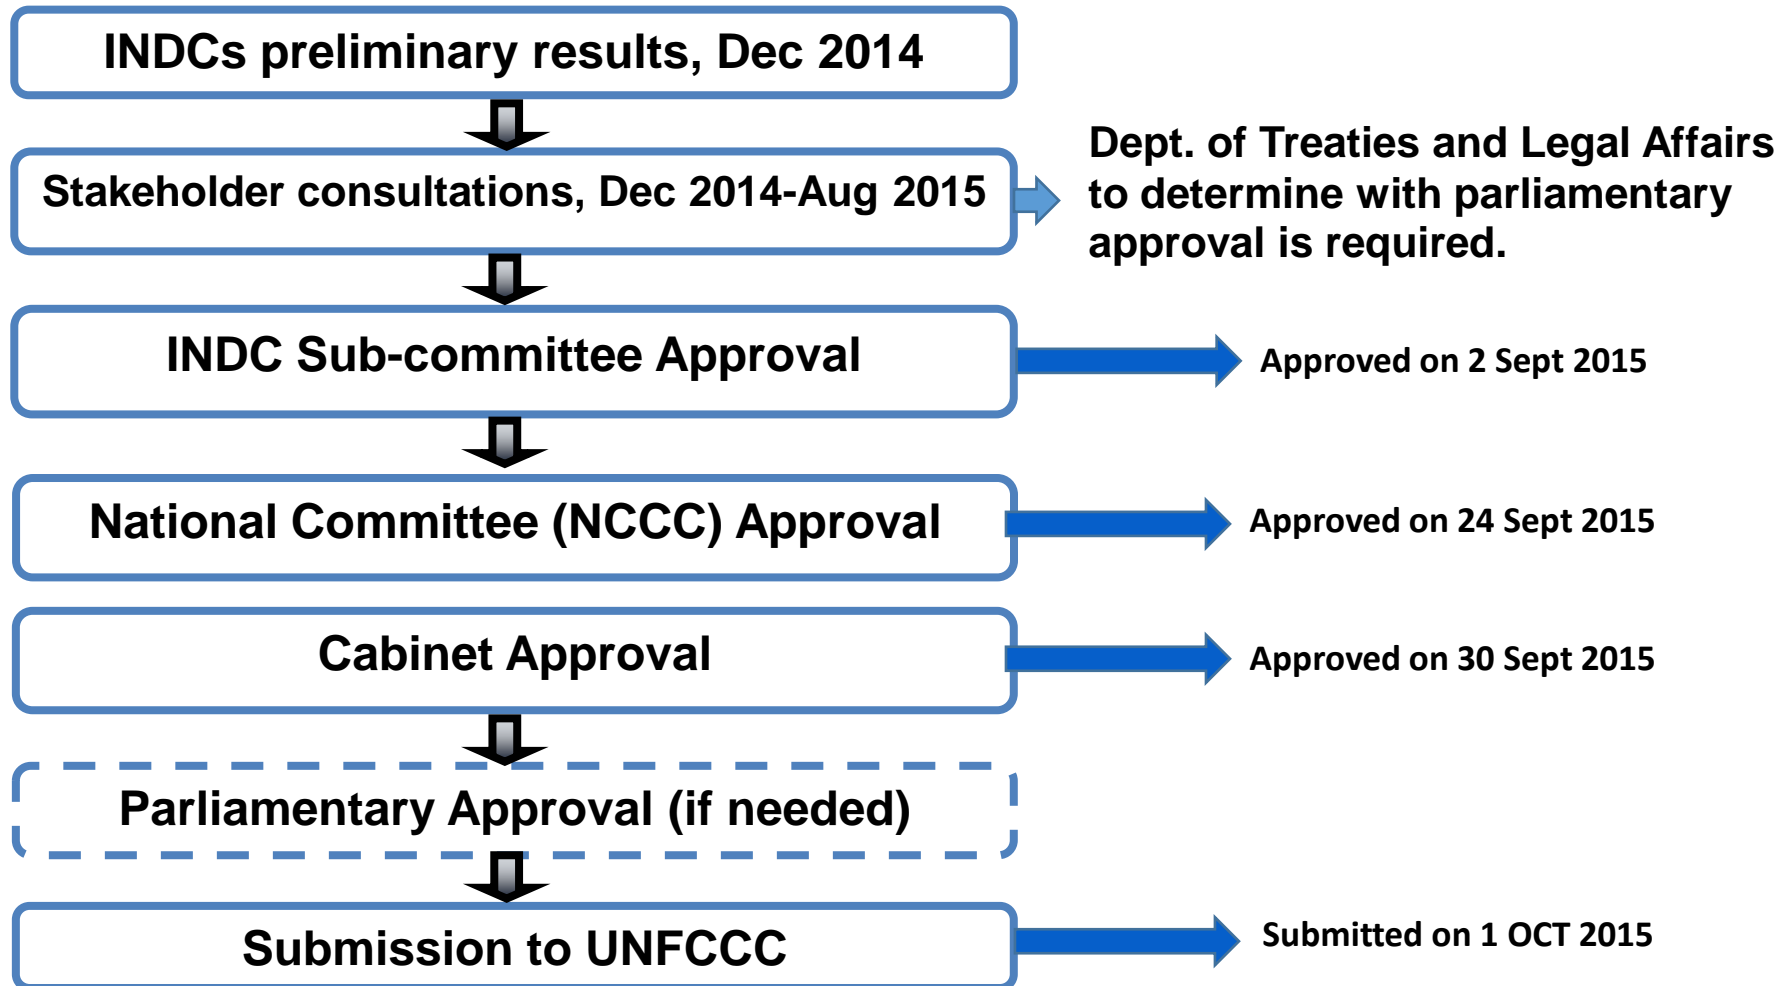 INDCs preliminary results, Dec 2014
Stakeholder consultations, Dec 2014-Aug 2015
Dept. of Treaties and Legal Affairs
to determine with parliamentary
approval is required.
INDC Sub-committee Approval
Approved on 2 Sept 2015
National Committee (NCCC) Approval
Approved on 24 Sept 2015
Cabinet Approval
Approved on 30 Sept 2015
Parliamentary Approval (if needed)
Submission to UNFCCC
Submitted on 1 OCT 2015